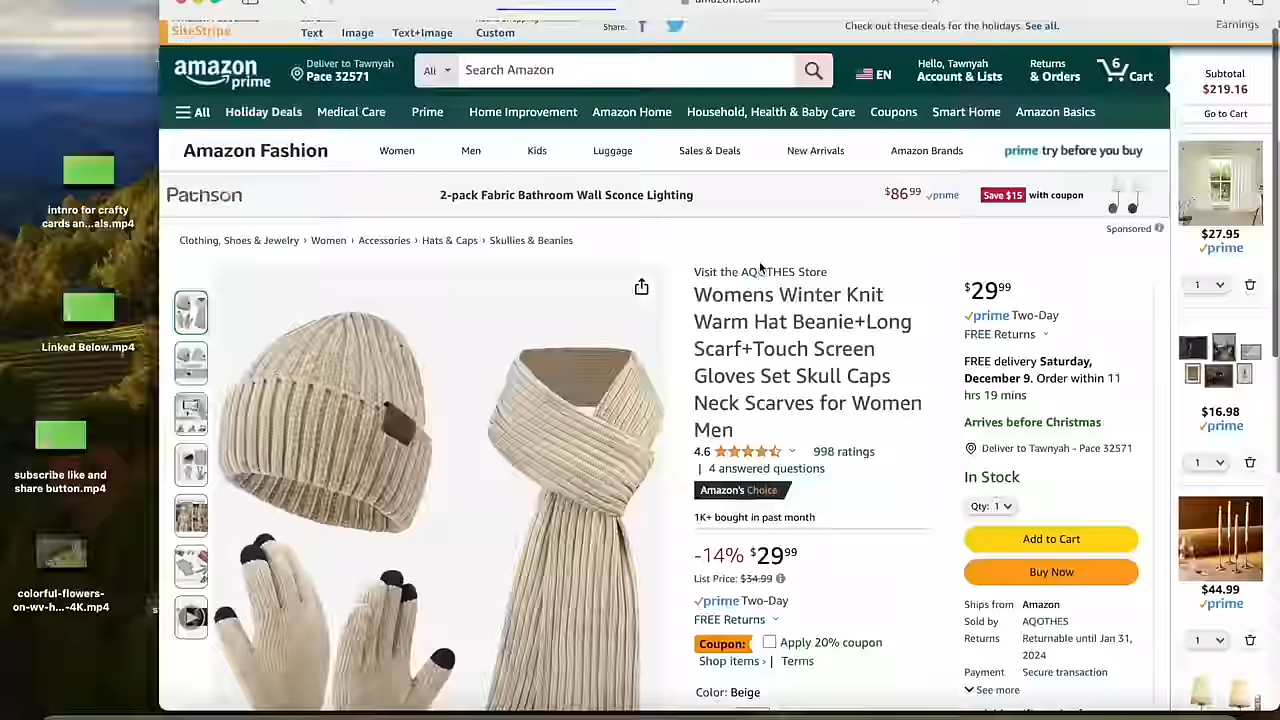 amazon.com
SiteStripe
Text Image Text+Image Custom
Share:
Check out these deals for the holidays. See all.
Earnings
amazon prime
Deliver to Tawnyah
Pace 32571
All
Search Amazon
EN
Hello, Tawnyah
Account & Lists
Returns
& Orders
6
Cart
Subtotal
$219.16
Go to Cart
All Holiday Deals Medical Care Prime Home Improvement Amazon Home Household, Health & Baby Care Coupons Smart Home Amazon Basics
Amazon Fashion Women Men Kids Luggage Sales & Deals New Arrivals Amazon Brands prime try before you buy
2-pack Fabric Bathroom Wall Sconce Lighting
$8699 prime
Save $15 with coupon
Sponsored
Clothing, Shoes & Jewelry › Women › Accessories › Hats & Caps › Skullies & Beanies
Visit the AQOTHES Store
Womens Winter Knit
Warm Hat Beanie+Long
Scarf+Touch Screen
Gloves Set Skull Caps
Neck Scarves for Women
Men
4.6
998 ratings
| 4 answered questions
Amazon's Choice
1K+ bought in past month
-14% $2999
List Price: $34.99
prime Two-Day
FREE Returns
Coupon: Apply 20% coupon
Shop items › | Terms
Color: Beige
$2999
prime Two-Day
FREE Returns
FREE delivery Saturday,
December 9. Order within 11
hrs 19 mins
Arrives before Christmas
Deliver to Tawnyah - Pace 32571
In Stock
Qty: 1
Add to Cart
Buy Now
Ships from Amazon
Sold by AQOTHES
Returns Returnable until Jan 31,
2024
Payment Secure transaction
See more
$27.95
prime
1
$16.98
prime
1
$44.99
prime
1
intnro for crafty
cards an...als.mp4
Linked Below.mp4
subscribe like and
share button.mp4
colorful-flowers-
on-wv-h...-4K.mp4